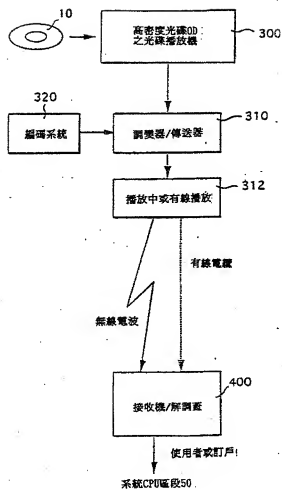 10
高密度光碟OD
之光碟播放機
300
320
編碼系統
調變器/傳送器
310
播放中或有線播放
312
有線電纜
無線電波
400
接收機/解調器
使用者或訂戶!
系統CPU區段50